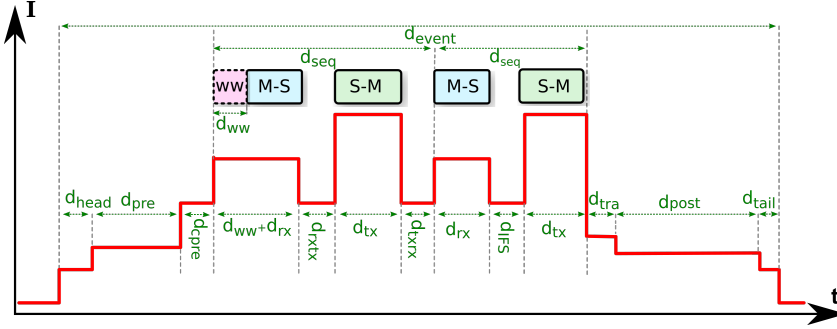 I
d_event
d_seq
d_seq
ww
M-S
S-M
M-S
S-M
d_ww
d_head
d_pre
d_cpre
d_ww+d_rx
d_rxtx
d_tx
d_txrx
d_rx
d_IFS
d_tx
d_tra
d_post
d_tail
t